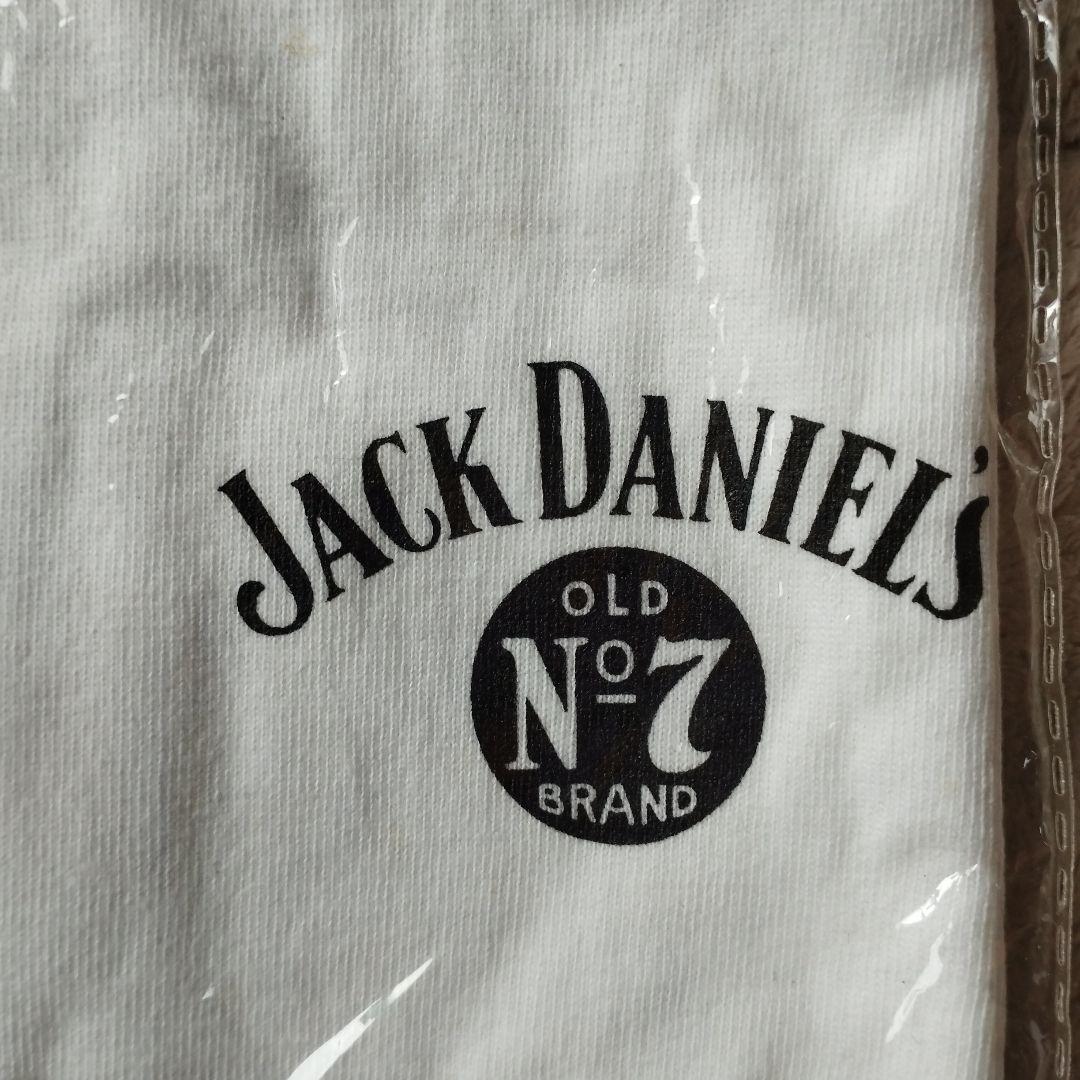 JACK DANIEL'S
OLD
Nº7
BRAND